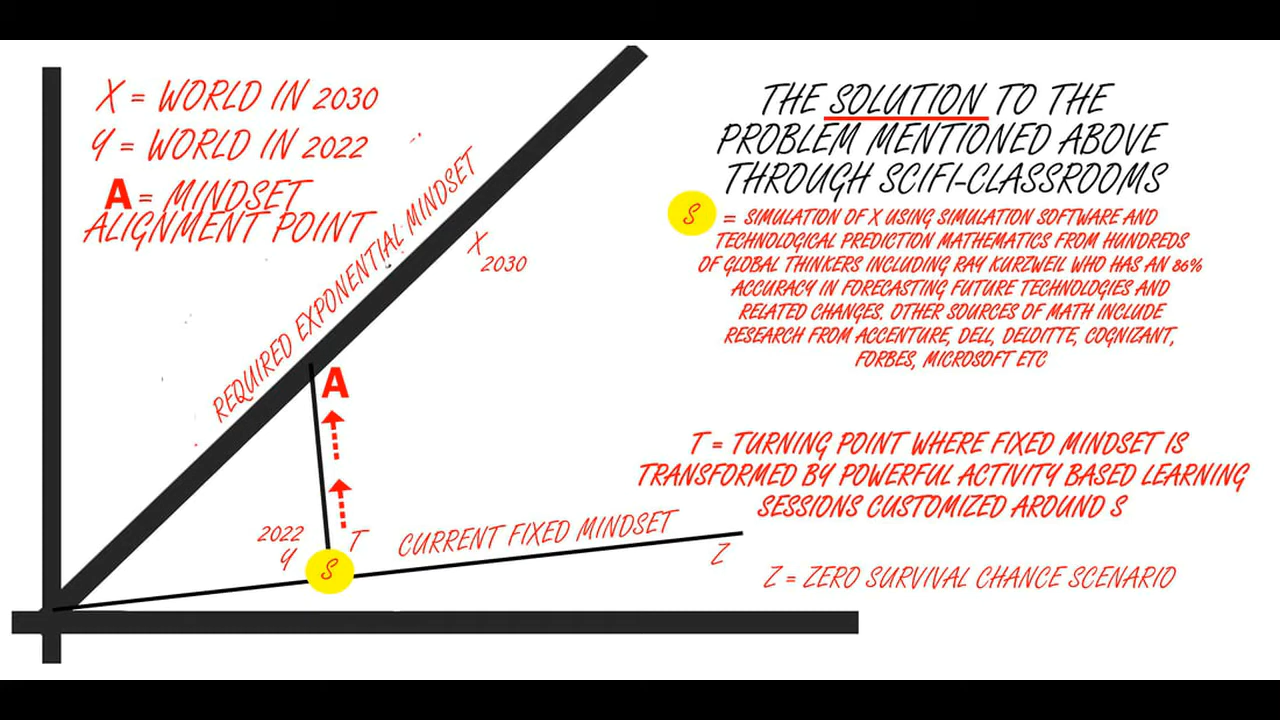 X = WORLD IN 2030
Y = WORLD IN 2022
A = MINDSET
ALIGNMENT POINT
REQUIRED EXPONENTIAL MINDSET
X
2030
A
2022
Y
T
S
CURRENT FIXED MINDSET
Z
THE SOLUTION TO THE
PROBLEM MENTIONED ABOVE
THROUGH SCIFI-CLASSROOMS
S = SIMULATION OF X USING SIMULATION SOFTWARE AND
TECHNOLOGICAL PREDICTION MATHEMATICS FROM HUNDREDS
OF GLOBAL THINKERS INCLUDING RAY KURZWEIL WHO HAS AN 86%
ACCURACY IN FORECASTING FUTURE TECHNOLOGIES AND
RELATED CHANGES. OTHER SOURCES OF MATH INCLUDE
RESEARCH FROM ACCENTURE, DELL, DELOITTE, COGNIZANT,
FORBES, MICROSOFT ETC
T = TURNING POINT WHERE FIXED MINDSET IS
TRANSFORMED BY POWERFUL ACTIVITY BASED LEARNING
SESSIONS CUSTOMIZED AROUND S
Z = ZERO SURVIVAL CHANCE SCENARIO